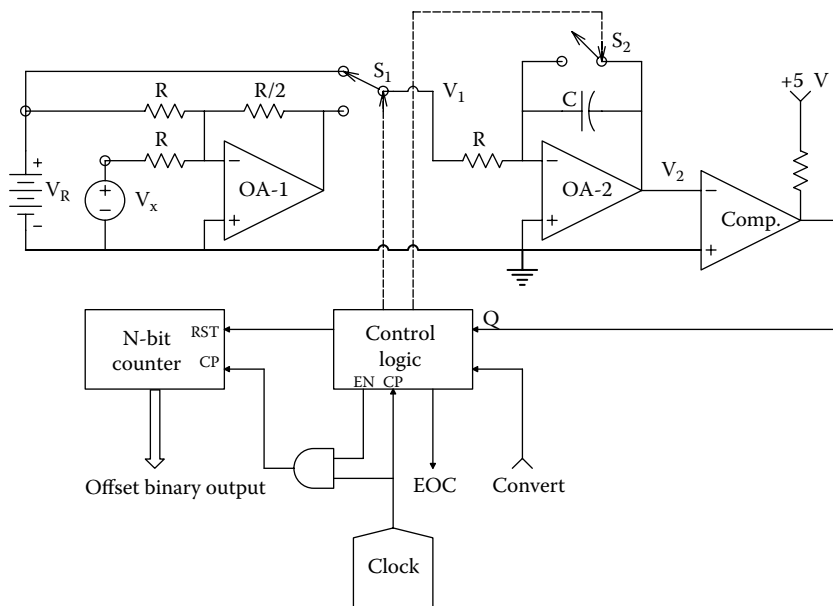 S₂
S₁
+5 V
R
R/2
V₁
C
R
R
−
OA-1
+
−
OA-2
+
V₂
−
Comp.
+
+
V_R
−
+
−
Vₓ
N-bit
counter
RST
CP
Control
logic
EN CP
Q
Offset binary output
EOC
Convert
Clock